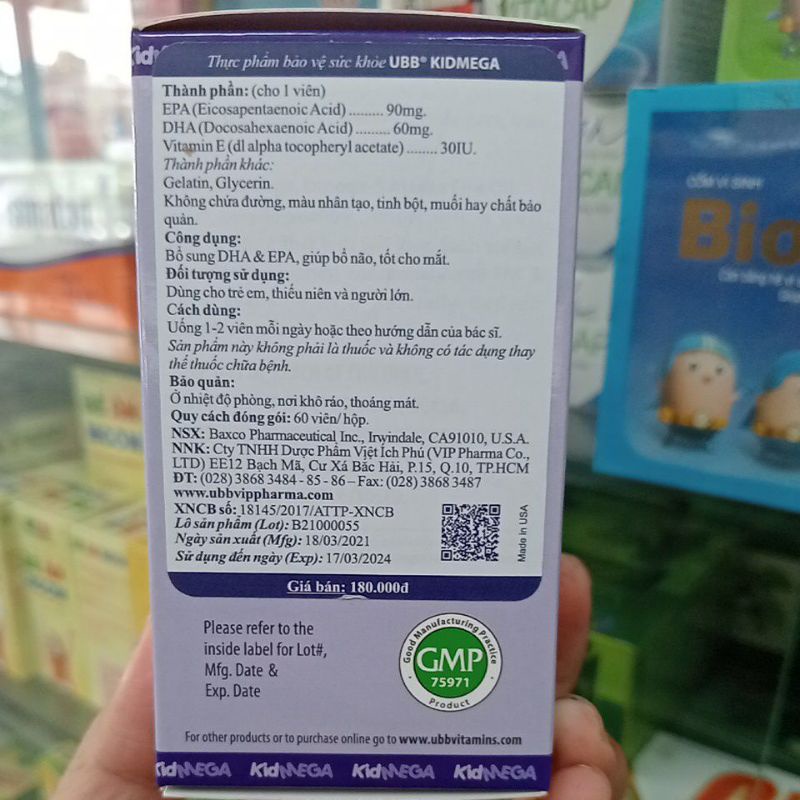 Kid
VITACAP
Thực phẩm bảo vệ sức khỏe UBB® KIDMEGA
Thành phần: (cho 1 viên)
EPA (Eicosapentaenoic Acid) ......... 90mg.
DHA (Docosahexaenoic Acid) ......... 60mg.
Vitamin E (dl alpha tocopheryl acetate) ........ 30IU.
Thành phần khác:
Gelatin, Glycerin.
Không chứa đường, màu nhân tạo, tinh bột, muối hay chất bảo
quản.
Công dụng:
Bổ sung DHA & EPA, giúp bổ não, tốt cho mắt.
Đối tượng sử dụng:
Dùng cho trẻ em, thiếu niên và người lớn.
Cách dùng:
Uống 1-2 viên mỗi ngày hoặc theo hướng dẫn của bác sĩ.
Sản phẩm này không phải là thuốc và không có tác dụng thay
thế thuốc chữa bệnh.
Bảo quản:
Ở nhiệt độ phòng, nơi khô ráo, thoáng mát.
Quy cách đóng gói: 60 viên/ hộp.
NSX: Baxco Pharmaceutical Inc., Irwindale, CA91010, U.S.A.
NNK: Cty TNHH Dược Phẩm Việt Ích Phú (VIP Pharma Co.,
LTD) EE12 Bạch Mã, Cư Xá Bắc Hải, P.15, Q.10, TP.HCM
ĐT: (028) 3868 3484 - 85 - 86 – Fax: (028) 3868 3487
www.ubbvippharma.com
XNCB số: 18145/2017/ATTP-XNCB
Lô sản phẩm (Lot): B21000055
Ngày sản xuất (Mfg): 18/03/2021
Sử dụng đến ngày (Exp): 17/03/2024
Made in USA
Giá bán: 180.000đ
Please refer to the
inside label for Lot#,
Mfg. Date &
Exp. Date
Good Manufacturing Practice
GMP
75971
Product
For other products or to purchase online go to www.ubbvitamins.com
KidMEGA KidMEGA KidMEGA KidMEGA
CỐM VI SINH
Bio